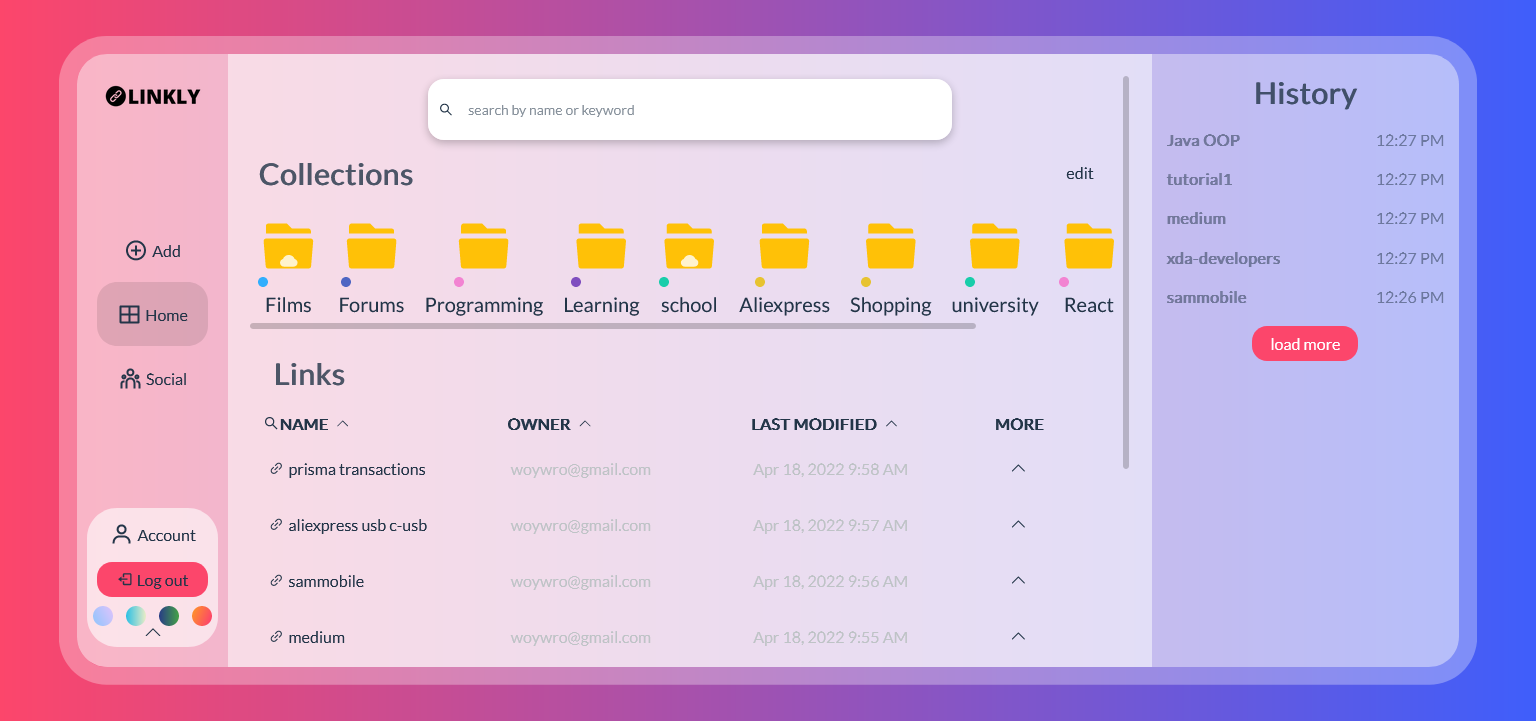 LINKLY
Add
Home
Social
Account
Log out
search by name or keyword
Collections
edit
Films Forums Programming Learning school Aliexpress Shopping university React
Links
NAME OWNER LAST MODIFIED MORE
prisma transactions woywro@gmail.com Apr 18, 2022 9:58 AM
aliexpress usb c-usb woywro@gmail.com Apr 18, 2022 9:57 AM
sammobile woywro@gmail.com Apr 18, 2022 9:56 AM
medium woywro@gmail.com Apr 18, 2022 9:55 AM
History
Java OOP 12:27 PM
tutorial1 12:27 PM
medium 12:27 PM
xda-developers 12:27 PM
sammobile 12:26 PM
load more